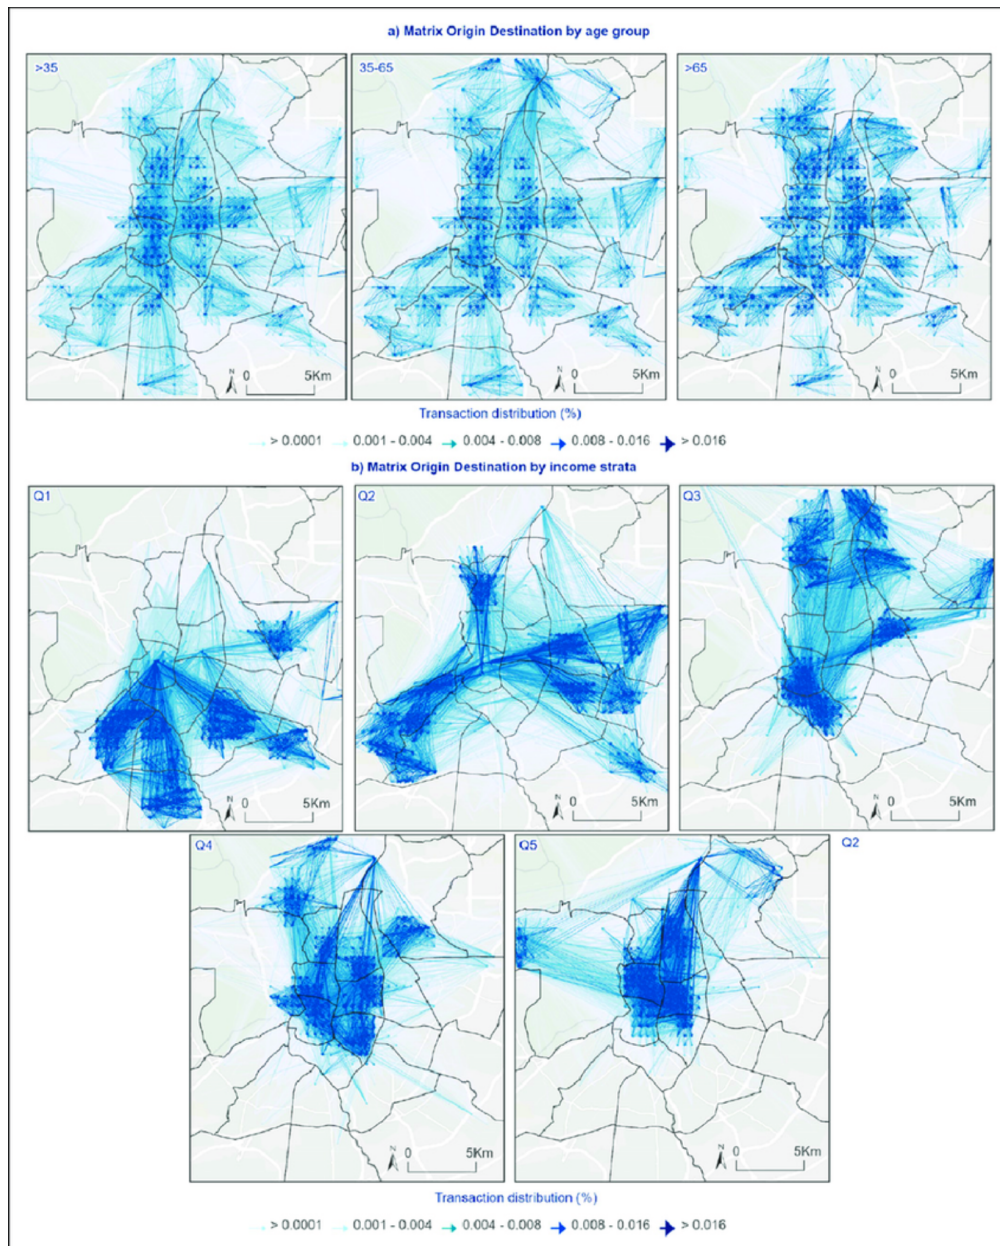 a) Matrix Origin Destination by age group
>35
35-65
>65
N
0 5Km
N
0 5Km
N
0 5Km
Transaction distribution (%)
> 0.0001 0.001 - 0.004 0.004 - 0.008 0.008 - 0.016 > 0.016
b) Matrix Origin Destination by income strata
Q1
Q2
Q3
N
0 5Km
N
0 5Km
N
0 5Km
Q4
Q5
Q2
N
0 5Km
N
0 5Km
Transaction distribution (%)
> 0.0001 0.001 - 0.004 0.004 - 0.008 0.008 - 0.016 > 0.016